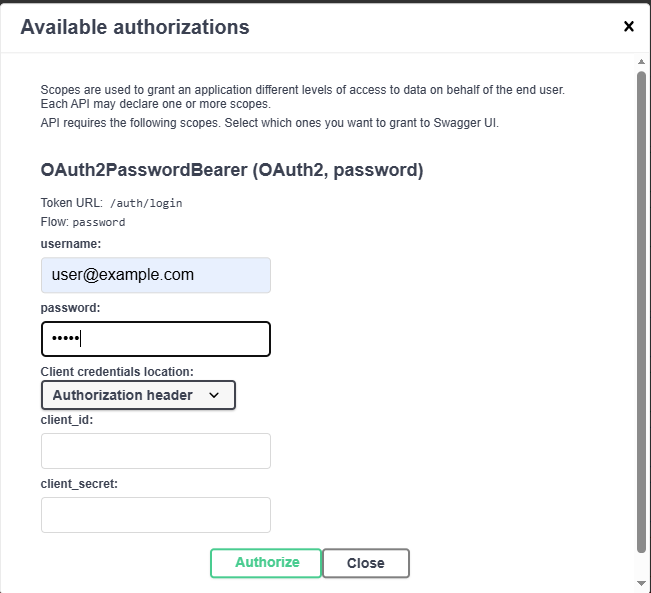 Available authorizations
Scopes are used to grant an application different levels of access to data on behalf of the end user.
Each API may declare one or more scopes.
API requires the following scopes. Select which ones you want to grant to Swagger UI.
OAuth2PasswordBearer (OAuth2, password)
Token URL: /auth/login
Flow: password
username:
user@example.com
password:
•••••
Client credentials location:
Authorization header
client_id:
client_secret:
Authorize Close